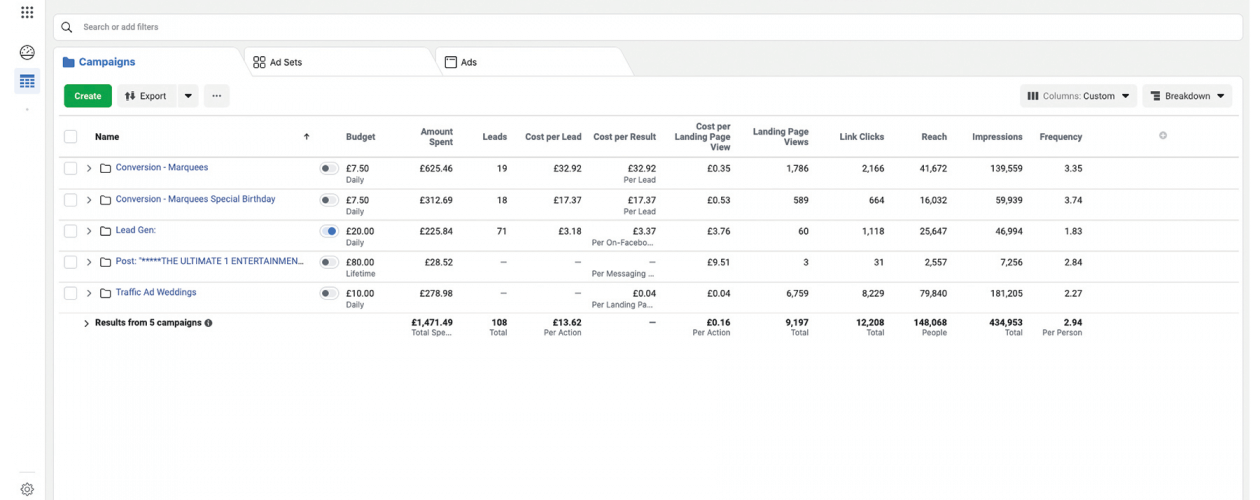 Search or add filters
Campaigns Ad Sets Ads
Create Export ... Columns: Custom Breakdown
Name Budget Amount Spent Leads Cost per Lead Cost per Result Cost per Landing Page View Landing Page Views Link Clicks Reach Impressions Frequency
Conversion - Marquees £7.50 £625.46 19 £32.92 £32.92 £0.35 1,786 2,166 41,672 139,559 3.35
Daily Per Lead
Conversion - Marquees Special Birthday £7.50 £312.69 18 £17.37 £17.37 £0.53 589 664 16,032 59,939 3.74
Daily Per Lead
Lead Gen: £20.00 £225.84 71 £3.18 £3.37 £3.76 60 1,118 25,647 46,994 1.83
Daily Per On-Facebo...
Post: "*****THE ULTIMATE 1 ENTERTAINMEN... £80.00 £28.52 — — — £9.51 3 31 2,557 7,256 2.84
Lifetime Per Messaging ...
Traffic Ad Weddings £10.00 £278.98 — — £0.04 £0.04 6,759 8,229 79,840 181,205 2.27
Daily Per Landing Pa...
Results from 5 campaigns £1,471.49 108 £13.62 — £0.16 9,197 12,208 148,068 434,953 2.94
Total Spe... Total Per Action Per Action Total Total People Total Per Person